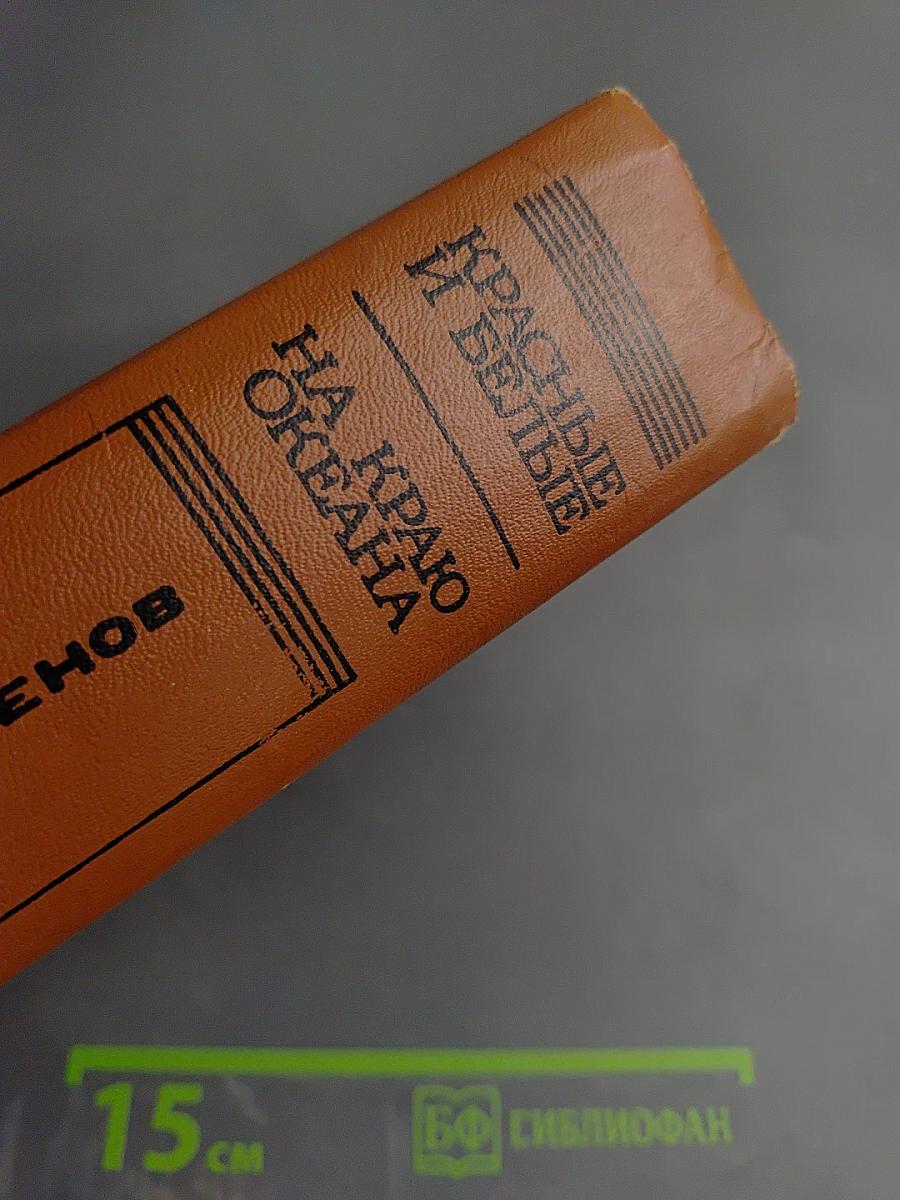 КРАСНЫЕ
И БЕЛЫЕ
НА КРАЮ
ОКЕАНА
ЕНОВ
15 см
БФ БИБЛИОФАН